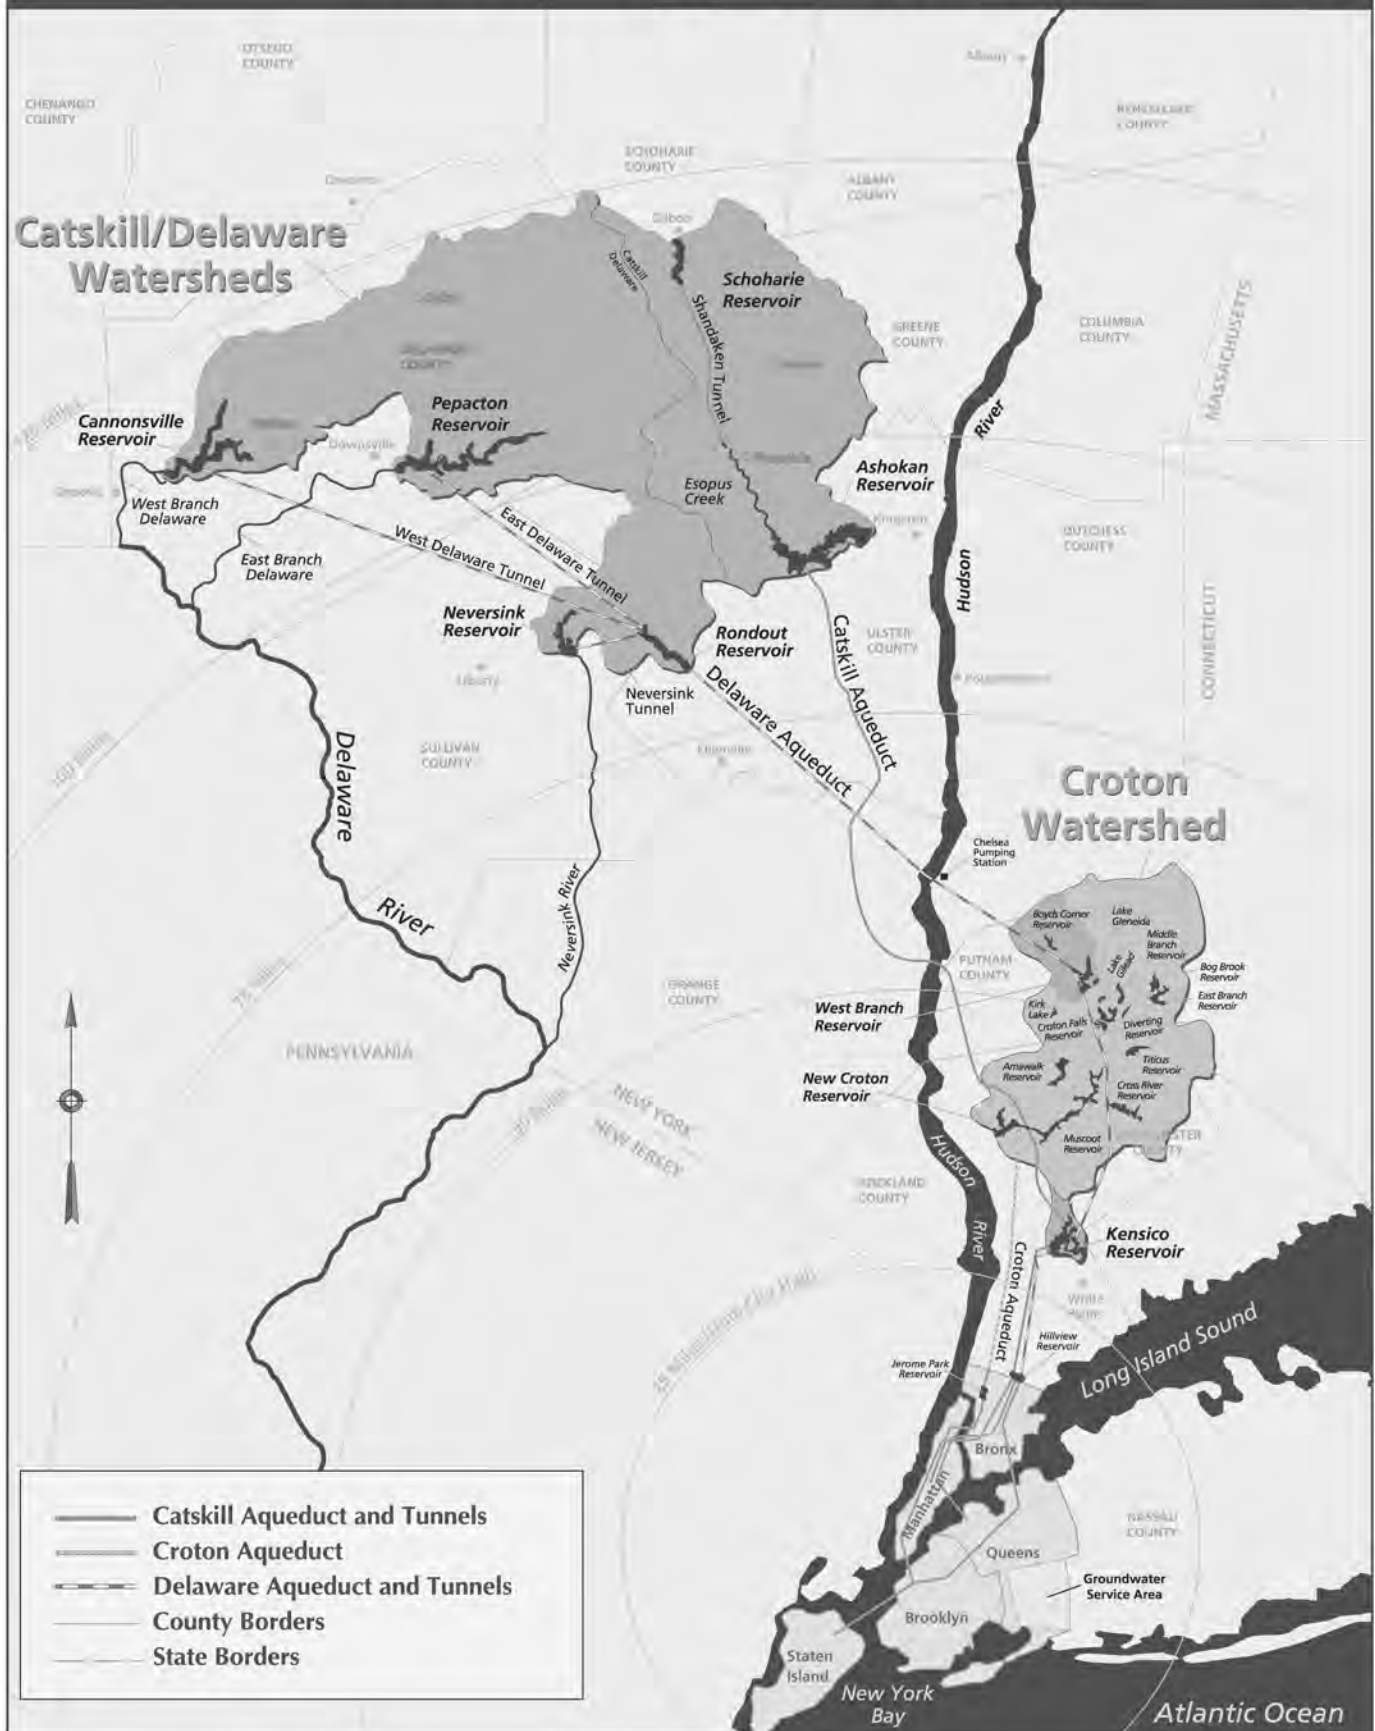 OTSEGO
COUNTY
Albany
CHENANGO
COUNTY
RENSSELAER
COUNTY
SCHOHARIE
COUNTY
ALBANY
COUNTY
Catskill/Delaware
Watersheds
Gilboa
Catskill
Delaware
Schoharie
Reservoir
Shandaken Tunnel
GREENE
COUNTY
COLUMBIA
COUNTY
MASSACHUSETTS
COUNTY
Cannonsville
Reservoir
Pepacton
Reservoir
Downsville
River
Ashokan
Reservoir
Esopus
Creek
Kingston
West Branch
Delaware
East Delaware Tunnel
West Delaware Tunnel
East Branch
Delaware
DUTCHESS
COUNTY
Hudson
CONNECTICUT
Neversink
Reservoir
Rondout
Reservoir
ULSTER
COUNTY
Catskill Aqueduct
Liberty
Neversink
Tunnel
Delaware Aqueduct
SULLIVAN
COUNTY
Delaware
100 Miles
Croton
Watershed
Chelsea
Pumping
Station
River
Neversink River
75 Miles
Boyds Corner
Reservoir
Lake
Gleneida
Middle
Branch
Reservoir
Lake
Gilead
Bog Brook
Reservoir
East Branch
Reservoir
PUTNAM
COUNTY
ORANGE
COUNTY
West Branch
Reservoir
Kirk
Lake
Croton Falls
Reservoir
Diverting
Reservoir
PENNSYLVANIA
Titicus
Reservoir
Amawalk
Reservoir
Cross River
Reservoir
New Croton
Reservoir
NEW YORK
NEW JERSEY
Muscoot
Reservoir
COUNTY
Hudson
River
ROCKLAND
COUNTY
Kensico
Reservoir
Croton Aqueduct
White
Plains
Hillview
Reservoir
Jerome Park
Reservoir
Long Island Sound
Bronx
Manhattan
NASSAU
COUNTY
Queens
Groundwater
Service Area
Brooklyn
Staten
Island
New York
Bay
Atlantic Ocean
Catskill Aqueduct and Tunnels
Croton Aqueduct
Delaware Aqueduct and Tunnels
County Borders
State Borders